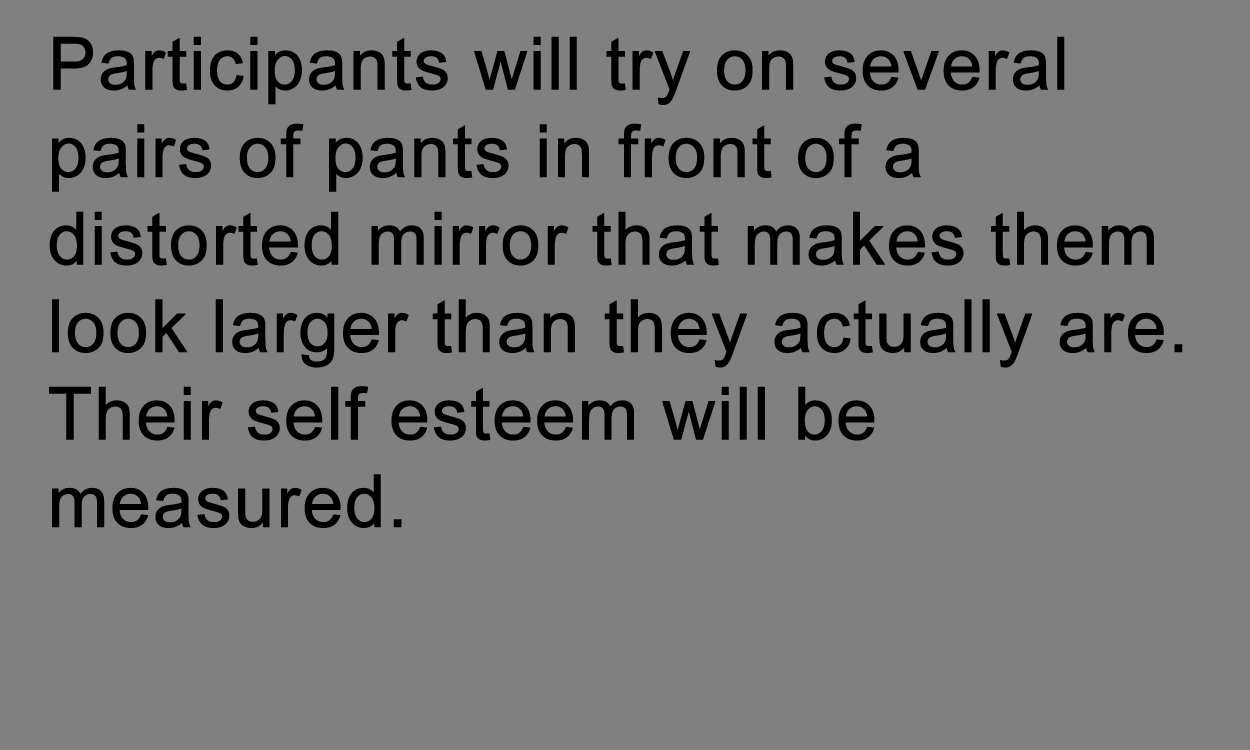 Participants will try on several
pairs of pants in front of a
distorted mirror that makes them
look larger than they actually are.
Their self esteem will be
measured.